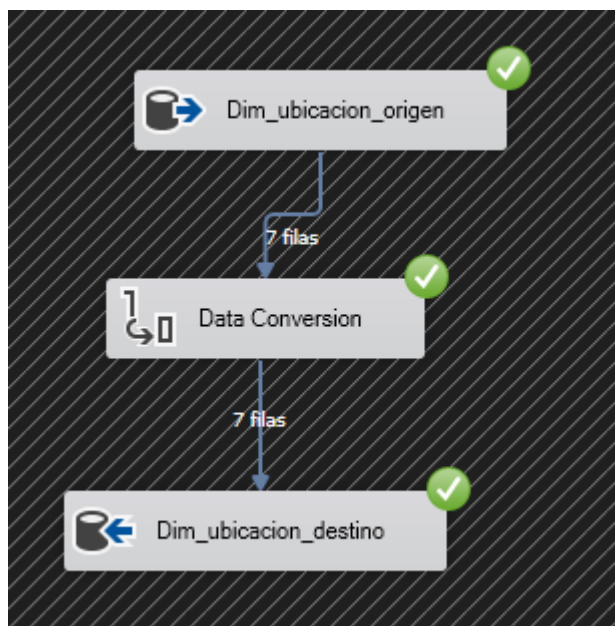 Dim_ubicacion_origen
7 filas
Data Conversion
7 filas
Dim_ubicacion_destino